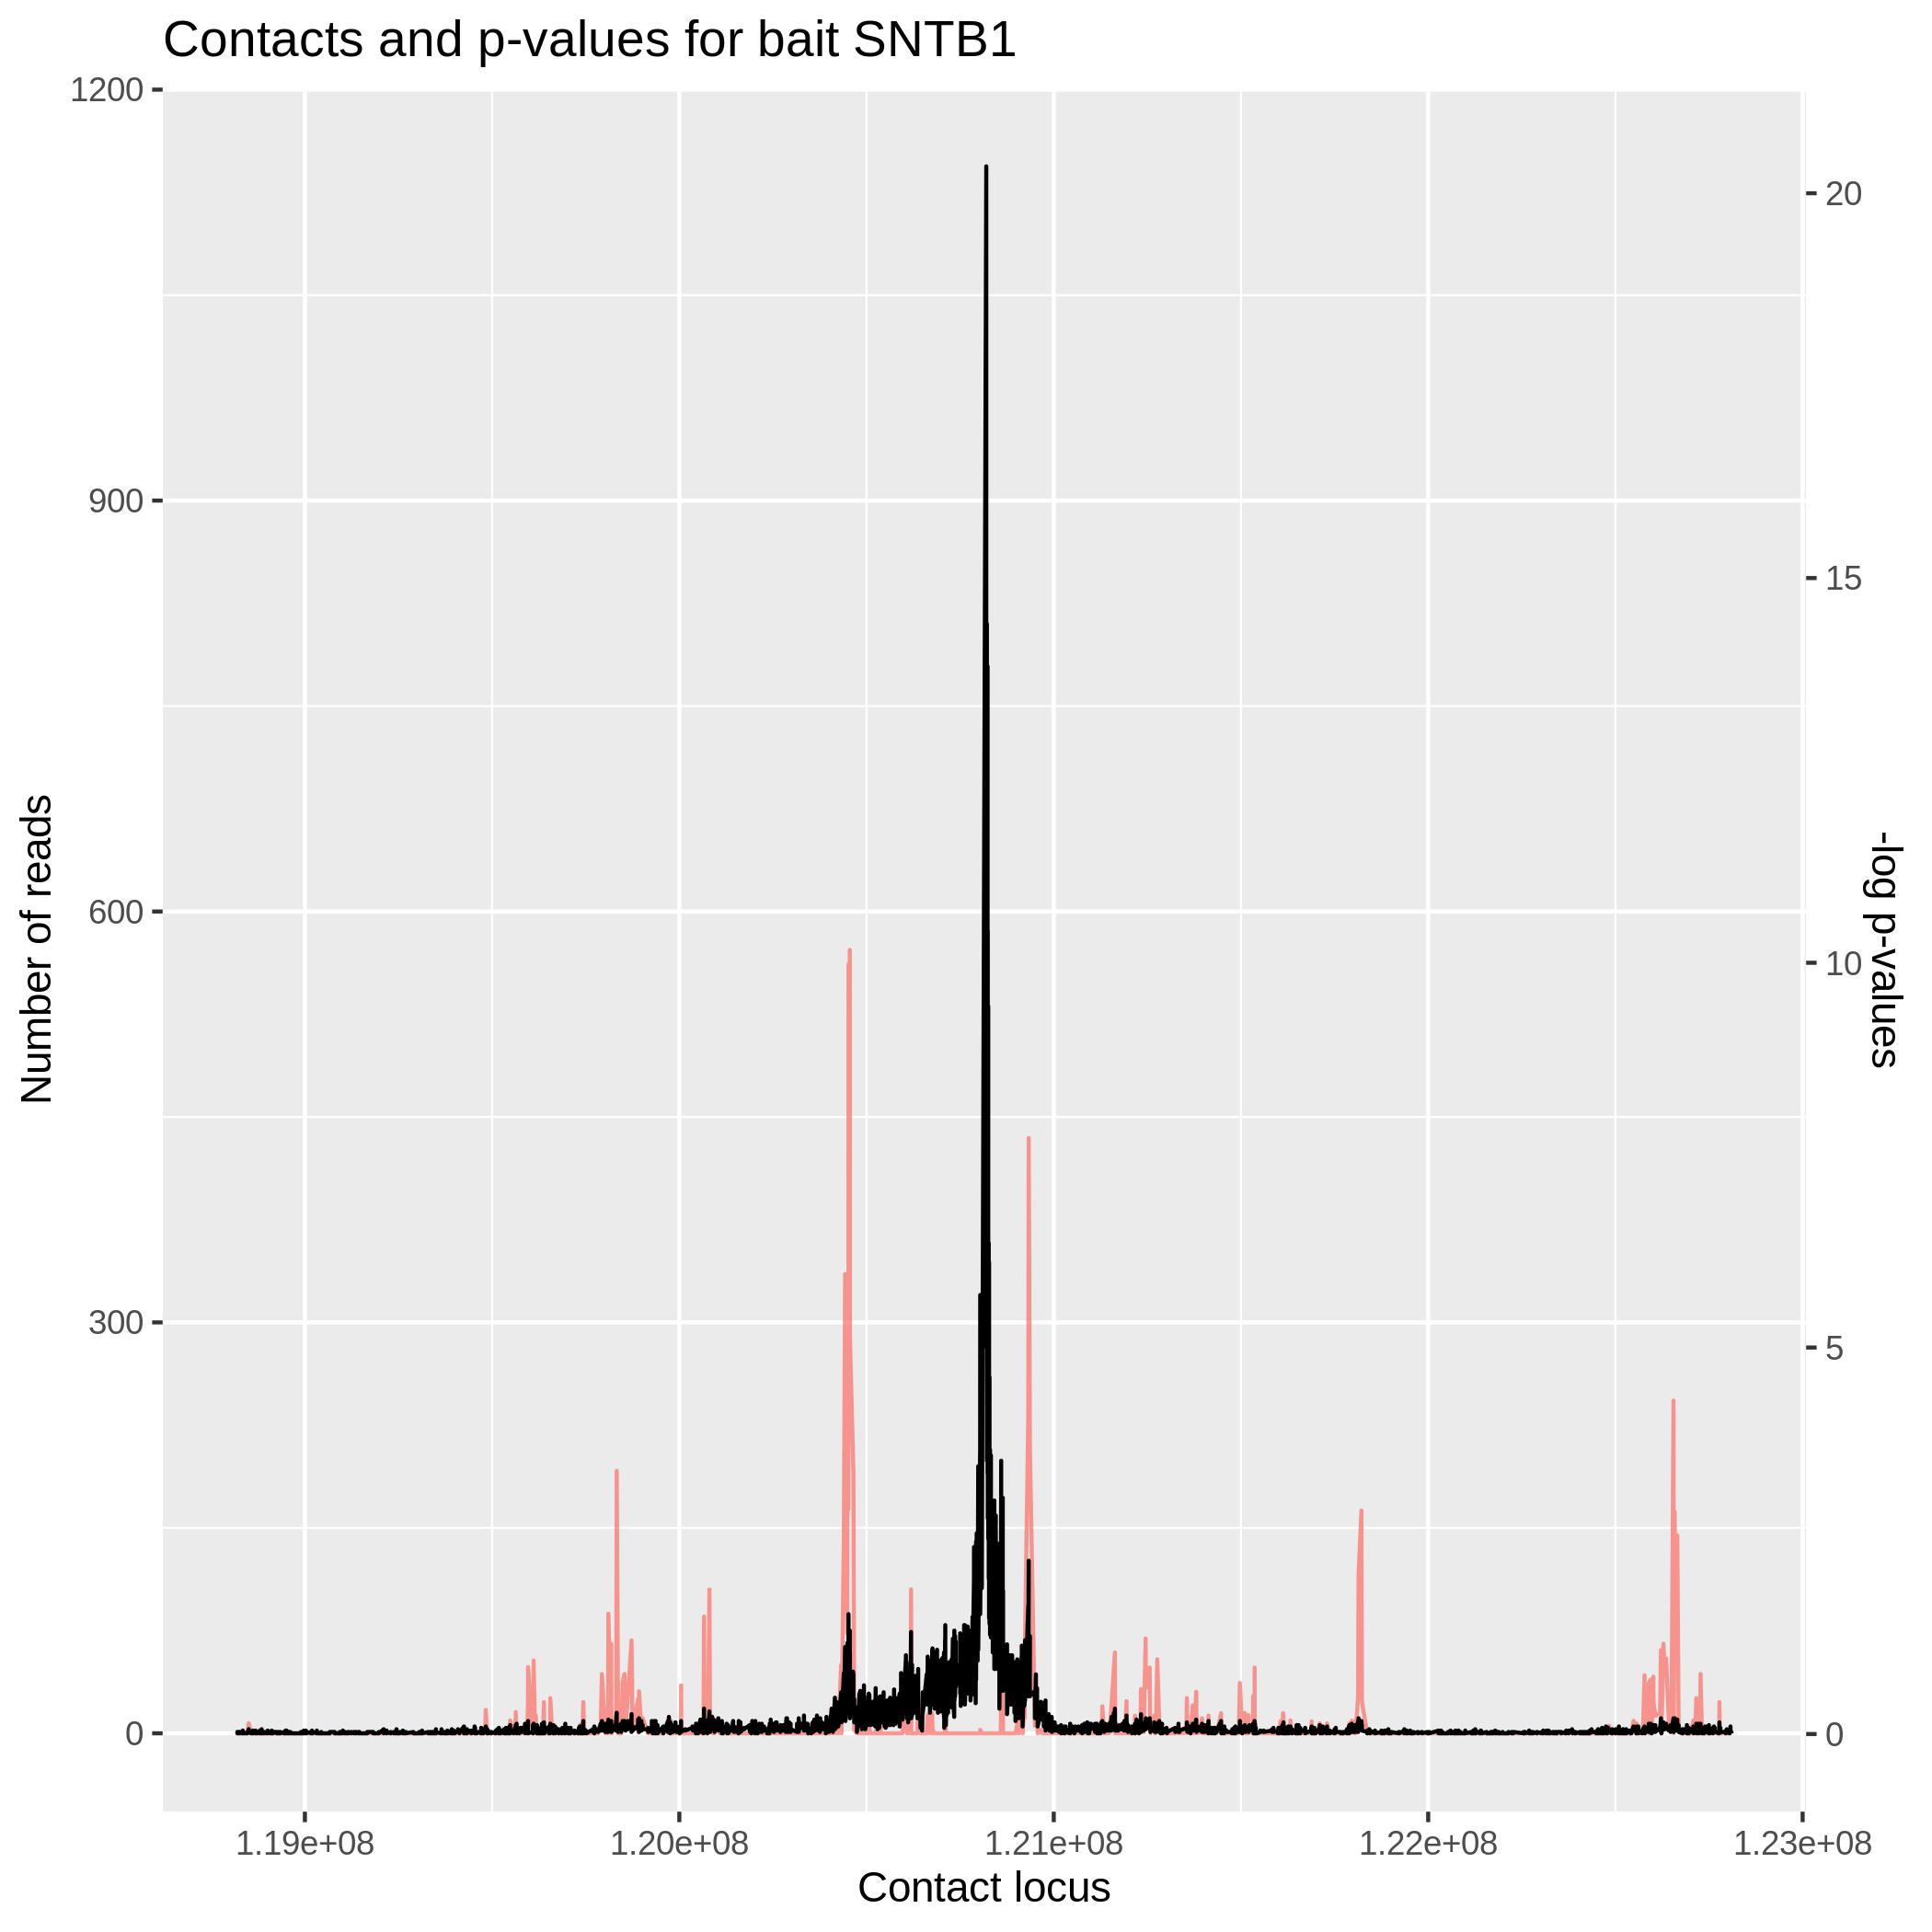 Contacts and p-values for bait SNTB1
1200
900
600
300
0
Number of reads
20
15
10
5
0
-log p-values
1.19e+08
1.20e+08
1.21e+08
1.22e+08
1.23e+08
Contact locus